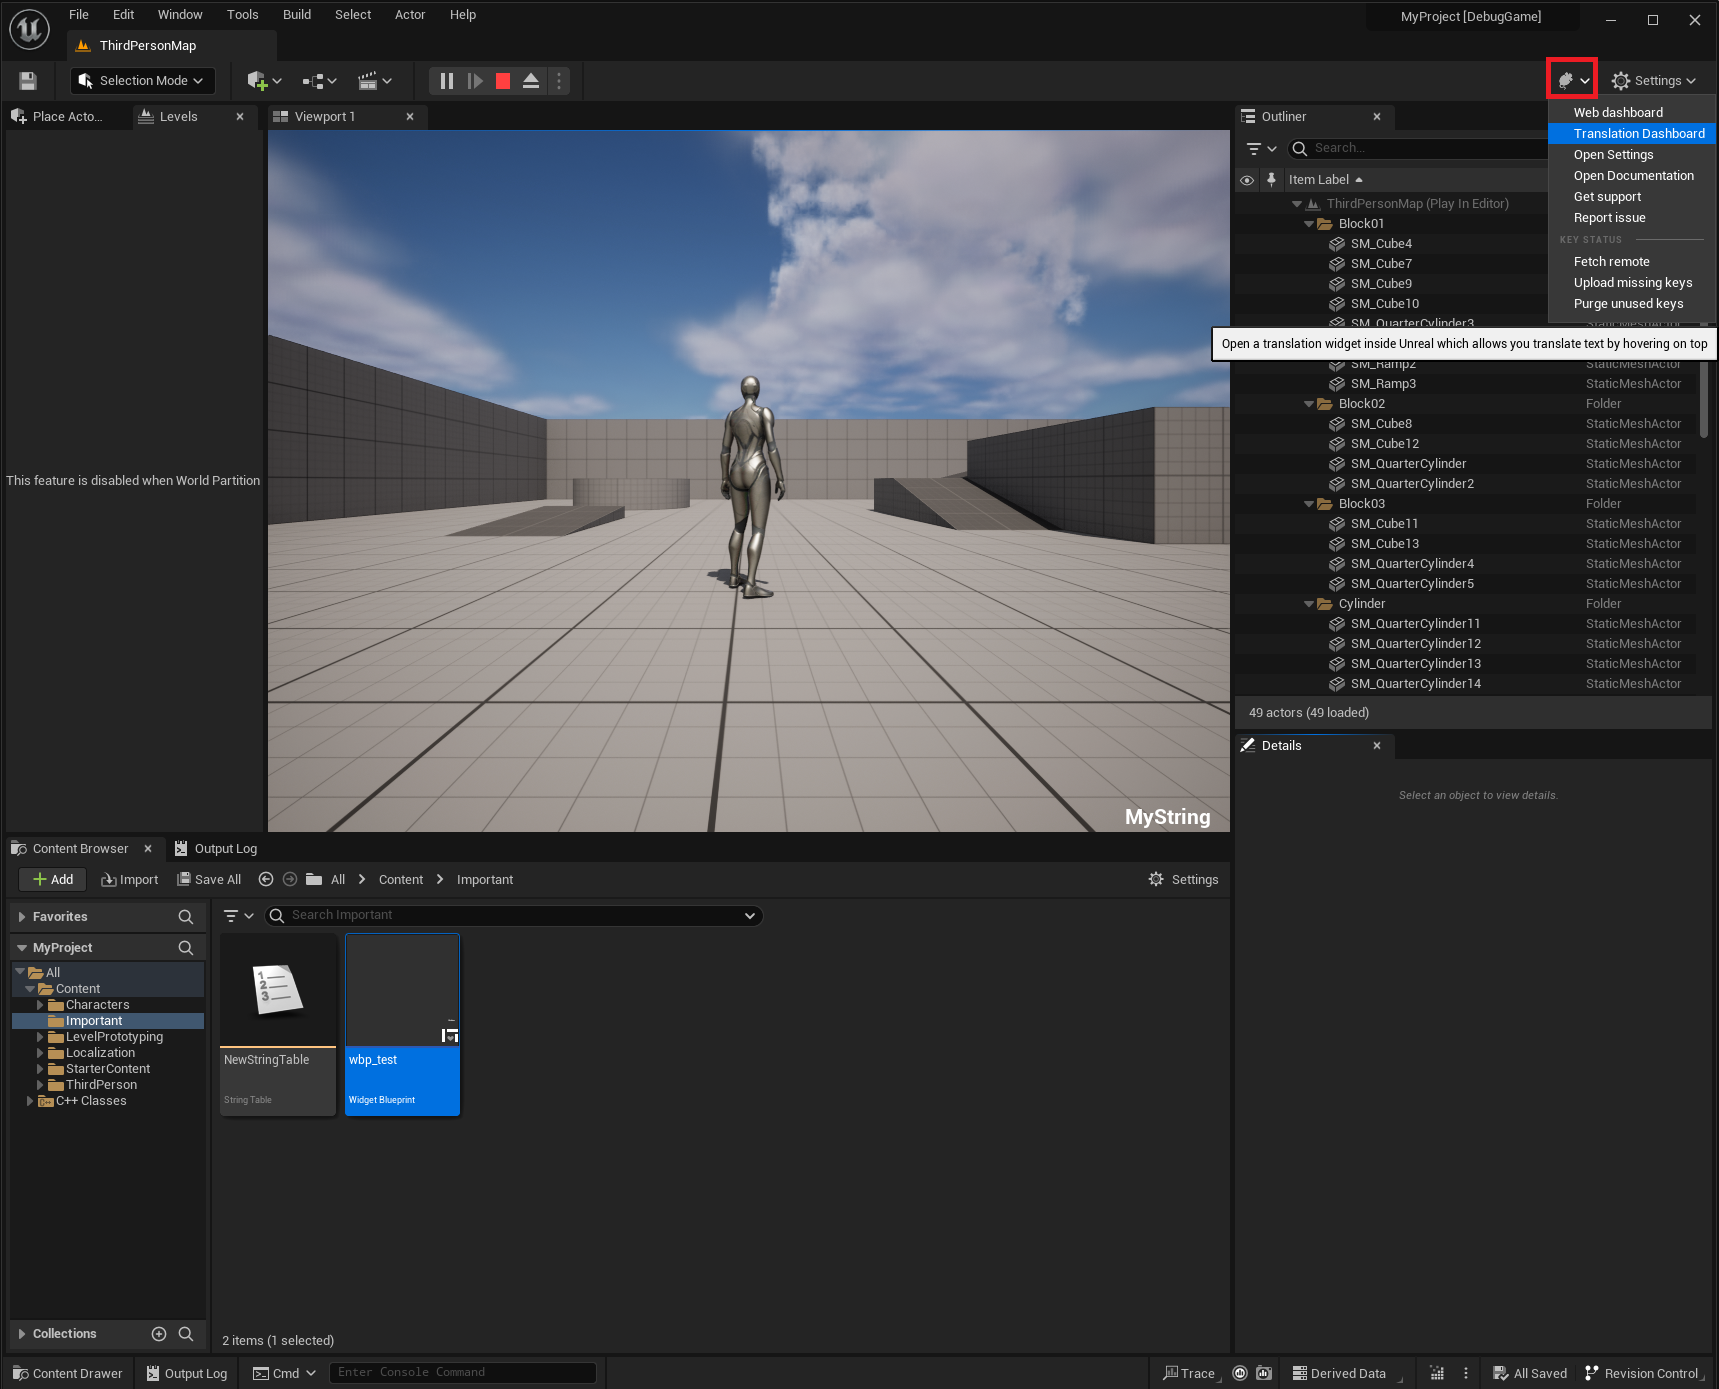 File Edit Window Tools Build Select Actor Help
MyProject [DebugGame]
ThirdPersonMap
Selection Mode
Settings
Place Acto...
Levels
Viewport 1
Outliner
Web dashboard
Translation Dashboard
Open Settings
Open Documentation
Get support
Report issue
KEY STATUS
Fetch remote
Upload missing keys
Purge unused keys
Open a translation widget inside Unreal which allows you translate text by hovering on top
Search...
Item Label
ThirdPersonMap (Play In Editor)
Block01
SM_Cube4
SM_Cube7
SM_Cube9
SM_Cube10
SM_QuarterCylinder3 StaticMeshActor
SM_Ramp2 StaticMeshActor
SM_Ramp3 StaticMeshActor
Block02 Folder
SM_Cube8 StaticMeshActor
SM_Cube12 StaticMeshActor
SM_QuarterCylinder StaticMeshActor
SM_QuarterCylinder2 StaticMeshActor
Block03 Folder
SM_Cube11 StaticMeshActor
SM_Cube13 StaticMeshActor
SM_QuarterCylinder4 StaticMeshActor
SM_QuarterCylinder5 StaticMeshActor
Cylinder Folder
SM_QuarterCylinder11 StaticMeshActor
SM_QuarterCylinder12 StaticMeshActor
SM_QuarterCylinder13 StaticMeshActor
SM_QuarterCylinder14 StaticMeshActor
49 actors (49 loaded)
Details
Select an object to view details.
This feature is disabled when World Partition
MyString
Content Browser
Output Log
Add Import Save All All Content Important Settings
Favorites
Search Important
MyProject
All
Content
Characters
Important
LevelPrototyping
Localization
StarterContent
ThirdPerson
C++ Classes
1
2
3
NewStringTable
String Table
wbp_test
Widget Blueprint
Collections
2 items (1 selected)
Content Drawer Output Log Cmd Enter Console Command Trace Derived Data All Saved Revision Control